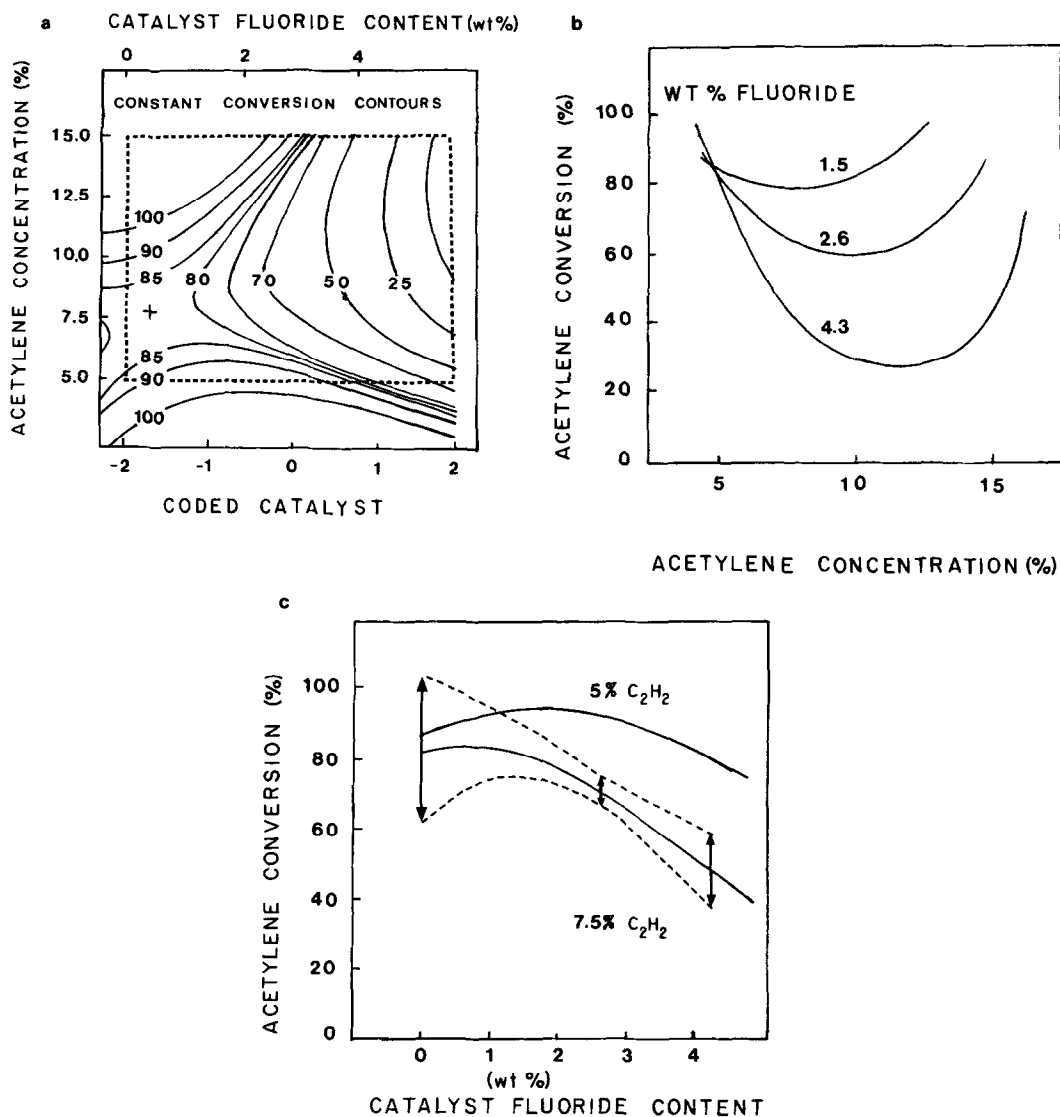 a
CATALYST FLUORIDE CONTENT (wt%)
0 2 4
ACETYLENE CONCENTRATION (%)
CONSTANT CONVERSION CONTOURS
15.0
12.5
10.0
7.5
5.0
100
90
85
80
70
50
25
+
85
90
100
-2 -1 0 1 2
CODED CATALYST
b
ACETYLENE CONVERSION (%)
WT % FLUORIDE
100
80
60
40
20
0
1.5
2.6
4.3
5 10 15
ACETYLENE CONCENTRATION (%)
c
ACETYLENE CONVERSION (%)
100
80
60
40
20
0
5% C₂H₂
7.5% C₂H₂
0 1 2 3 4
(wt %)
CATALYST FLUORIDE CONTENT